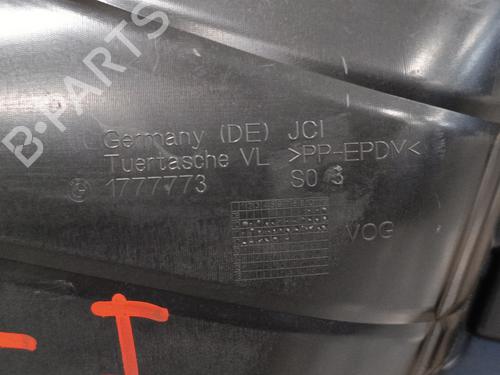 B-PARTS
Germany (DE) JCI
Tuertasche VL >PP-EPDM<
1777773 S0 3
VOG